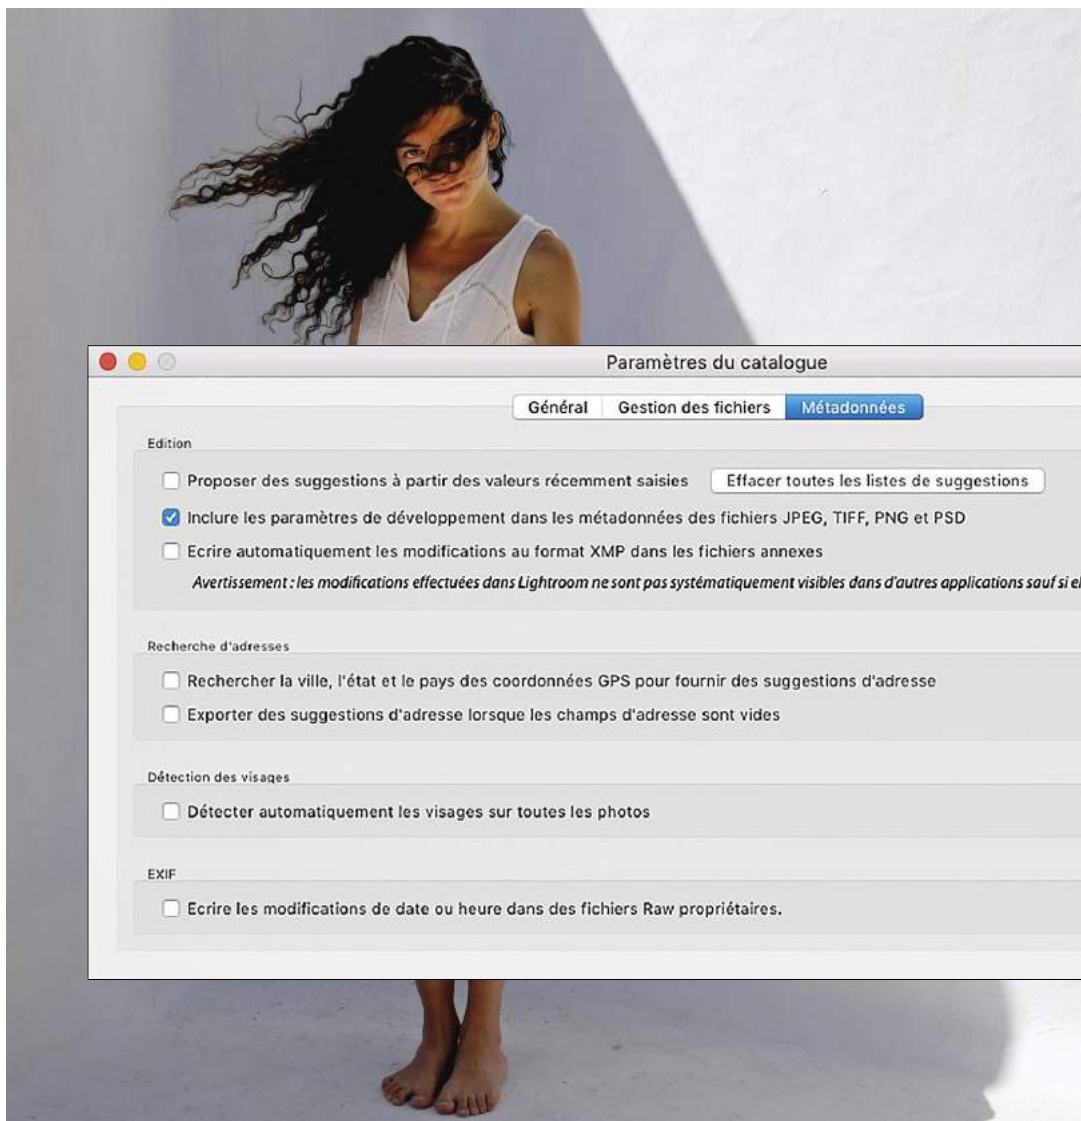 Paramètres du catalogue
Général Gestion des fichiers Métadonnées
Edition
Proposer des suggestions à partir des valeurs récemment saisies Effacer toutes les listes de suggestions
Inclure les paramètres de développement dans les métadonnées des fichiers JPEG, TIFF, PNG et PSD
Ecrire automatiquement les modifications au format XMP dans les fichiers annexes
Avertissement : les modifications effectuées dans Lightroom ne sont pas systématiquement visibles dans d'autres applications sauf si
Recherche d'adresses
Rechercher la ville, l'état et le pays des coordonnées GPS pour fournir des suggestions d'adresse
Exporter des suggestions d'adresse lorsque les champs d'adresse sont vides
Détection des visages
Détecter automatiquement les visages sur toutes les photos
EXIF
Ecrire les modifications de date ou heure dans des fichiers Raw propriétaires.